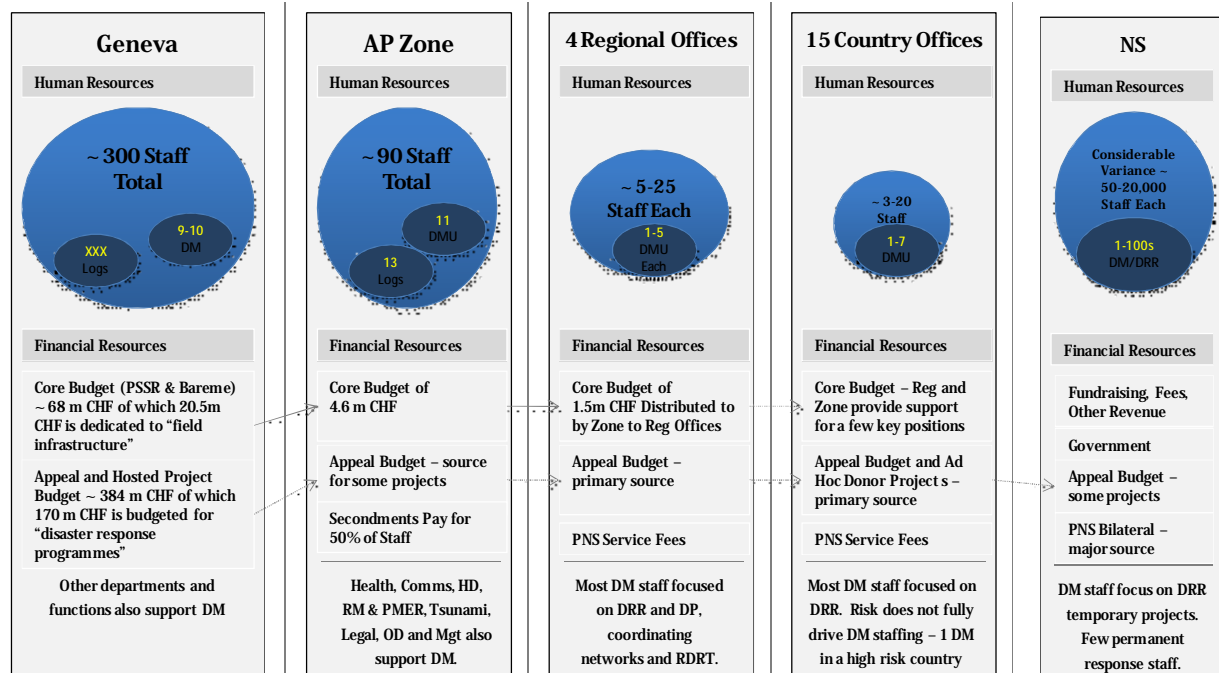 Geneva
Human Resources
~ 300 Staff
Total
9-10
DM
XXX
Logs
Financial Resources
Core Budget (PSSR & Bareme)
~ 68 m CHF of which 20.5m
CHF is dedicated to “field
infrastructure”
Appeal and Hosted Project
Budget ~ 384 m CHF of which
170 m CHF is budgeted for
“disaster response
programmes”
Other departments and
functions also support DM
AP Zone
Human Resources
~ 90 Staff
Total
11
DMU
13
Logs
Financial Resources
Core Budget of
4.6 m CHF
Appeal Budget – source
for some projects
Secondments Pay for
50% of Staff
Health, Comms, HD,
RM & PMER, Tsunami,
Legal, OD and Mgt also
support DM.
4 Regional Offices
Human Resources
~ 5-25
Staff Each
1-5
DMU
Each
Financial Resources
Core Budget of
1.5m CHF Distributed to
by Zone to Reg Offices
Appeal Budget –
primary source
PNS Service Fees
Most DM staff focused
on DRR and DP,
coordinating
networks and RDRT.
15 Country Offices
Human Resources
~ 3-20
Staff
1-7
DMU
Financial Resources
Core Budget – Reg and
Zone provide support
for a few key positions
Appeal Budget and Ad
Hoc Donor Project s –
primary source
PNS Service Fees
Most DM staff focused on
DRR. Risk does not fully
drive DM staffing – 1 DM
in a high risk country
NS
Human Resources
Considerable
Variance ~
50-20,000
Staff Each
1-100s
DM/DRR
Financial Resources
Fundraising, Fees,
Other Revenue
Government
Appeal Budget –
some projects
PNS Bilateral –
major source
DM staff focus on DRR
temporary projects.
Few permanent
response staff.